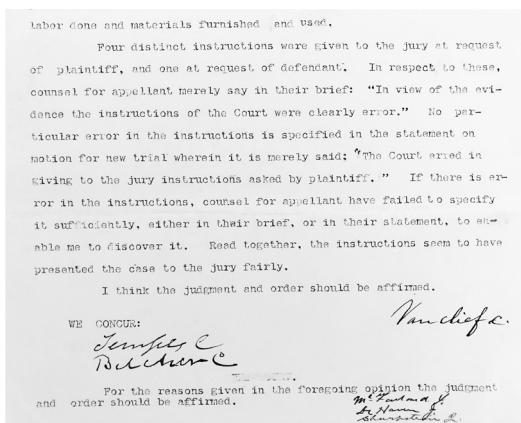 labor done and materials furnished and used.
Four distinct instructions were given to the jury at request
of plaintiff, and one at request of defendant. In respect to these,
counsel for appellant merely say in their brief: "In view of the evi-
dence the instructions of the Court were clearly error." No par-
ticular error in the instructions is specified in the statement on
motion for new trial wherein it is merely said: "The Court erred in
giving to the jury instructions asked by plaintiff." If there is er-
ror in the instructions, counsel for appellant have failed to specify
it sufficiently, either in their brief, or in their statement, to en-
able me to discover it. Read together, the instructions seem to have
presented the case to the jury fairly.
I think the judgment and order should be affirmed.
Vanclief C.
WE CONCUR:
Temple C
Belcher C
For the reasons given in the foregoing opinion the judgment
and order should be affirmed.
McFarland J.
De Haven J.
Sharpstein J.